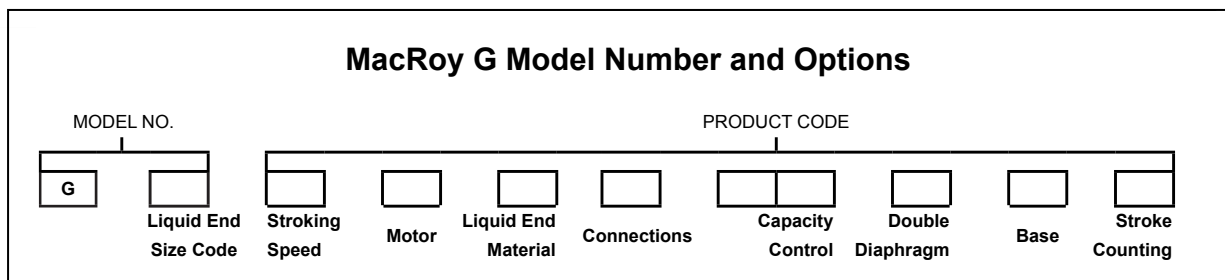 MacRoy G Model Number and Options
MODEL NO. PRODUCT CODE
G
Liquid End Stroking Motor Liquid End Connections Capacity Double Base Stroke
Size Code Speed Material Control Diaphragm Counting